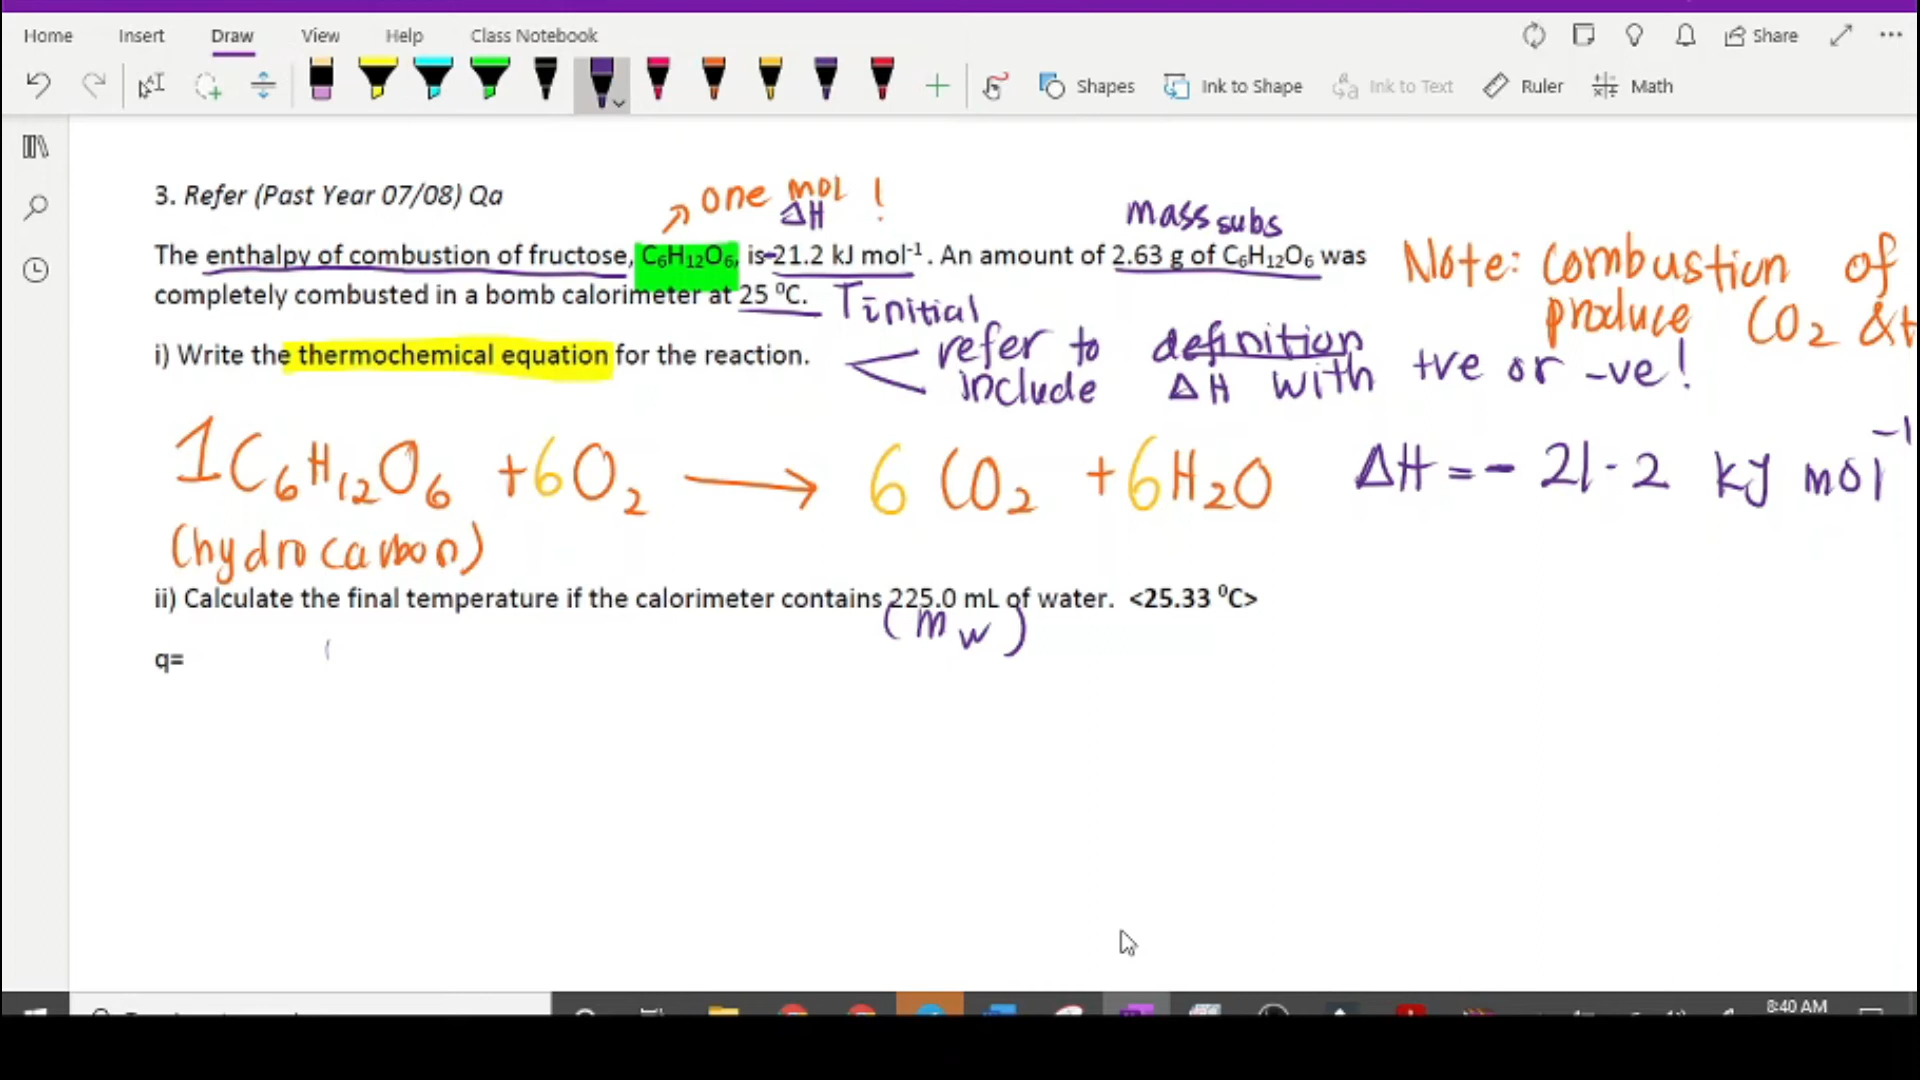 Home Insert Draw View Help Class Notebook Share
Shapes Ink to Shape Ink to Text Ruler Math
3. Refer (Past Year 07/08) Qa
one mol !
ΔH
mass subs
The enthalpy of combustion of fructose, C₆H₁₂O₆, is -21.2 kJ mol⁻¹. An amount of 2.63 g of C₆H₁₂O₆ was
completely combusted in a bomb calorimeter at 25 ⁰C.
Tinitial
Note: combustion of
produce CO₂ &
i) Write the thermochemical equation for the reaction.
refer to definition
include ΔH with +ve or -ve!
1C₆H₁₂O₆ + 6O₂ → 6CO₂ + 6H₂O ΔH = - 21.2 kJ mol⁻¹
(hydrocarbon)
ii) Calculate the final temperature if the calorimeter contains 225.0 mL of water. <25.33 ⁰C>
(mw)
q=
8:40 AM